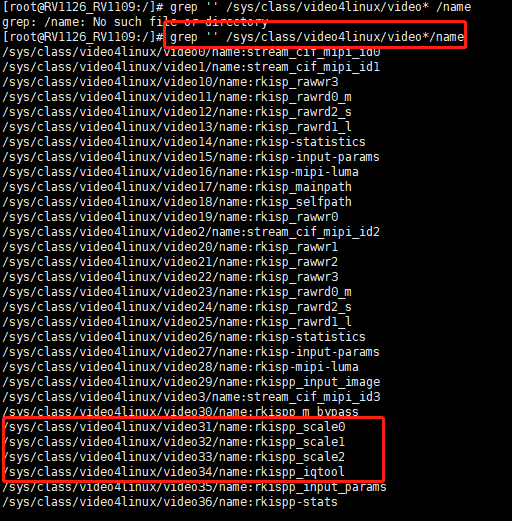 [root@RV1126_RV1109:/]# grep '' /sys/class/video4linux/video* /name
grep: /name: No such file or directory
[root@RV1126_RV1109:/]# grep '' /sys/class/video4linux/video*/name
/sys/class/video4linux/video0/name:stream_cif_mipi_id0
/sys/class/video4linux/video1/name:stream_cif_mipi_id1
/sys/class/video4linux/video10/name:rkisp_rawwr3
/sys/class/video4linux/video11/name:rkisp_rawrd0_m
/sys/class/video4linux/video12/name:rkisp_rawrd2_s
/sys/class/video4linux/video13/name:rkisp_rawrd1_l
/sys/class/video4linux/video14/name:rkisp-statistics
/sys/class/video4linux/video15/name:rkisp-input-params
/sys/class/video4linux/video16/name:rkisp-mipi-luma
/sys/class/video4linux/video17/name:rkisp_mainpath
/sys/class/video4linux/video18/name:rkisp_selfpath
/sys/class/video4linux/video19/name:rkisp_rawwr0
/sys/class/video4linux/video2/name:stream_cif_mipi_id2
/sys/class/video4linux/video20/name:rkisp_rawwr1
/sys/class/video4linux/video21/name:rkisp_rawwr2
/sys/class/video4linux/video22/name:rkisp_rawwr3
/sys/class/video4linux/video23/name:rkisp_rawrd0_m
/sys/class/video4linux/video24/name:rkisp_rawrd2_s
/sys/class/video4linux/video25/name:rkisp_rawrd1_l
/sys/class/video4linux/video26/name:rkisp-statistics
/sys/class/video4linux/video27/name:rkisp-input-params
/sys/class/video4linux/video28/name:rkisp-mipi-luma
/sys/class/video4linux/video29/name:rkispp_input_image
/sys/class/video4linux/video3/name:stream_cif_mipi_id3
/sys/class/video4linux/video30/name:rkispp_m_bypass
/sys/class/video4linux/video31/name:rkispp_scale0
/sys/class/video4linux/video32/name:rkispp_scale1
/sys/class/video4linux/video33/name:rkispp_scale2
/sys/class/video4linux/video34/name:rkispp_iqtool
/sys/class/video4linux/video35/name:rkispp_input_params
/sys/class/video4linux/video36/name:rkispp-stats